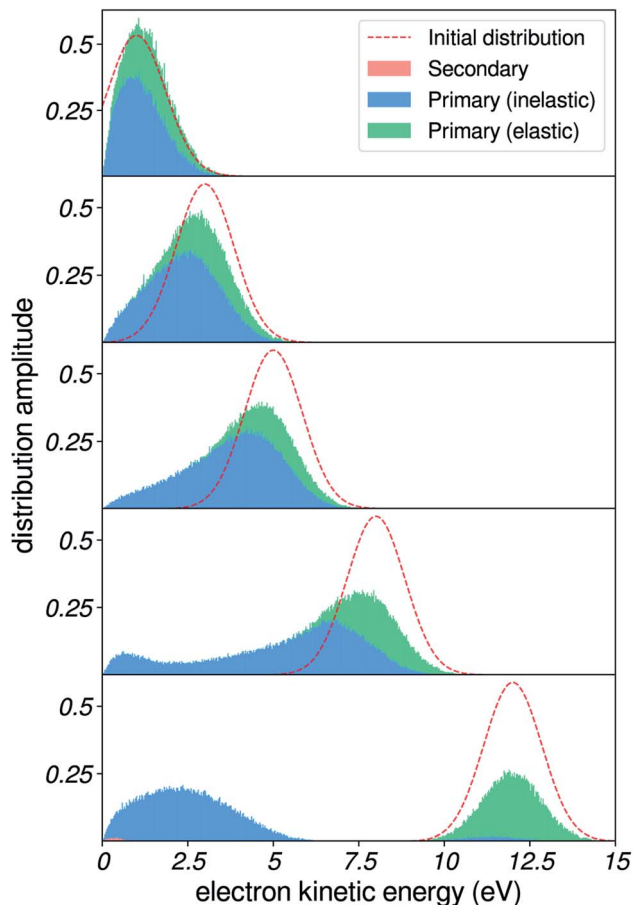 0.5
0.25
Initial distribution
Secondary
Primary (inelastic)
Primary (elastic)
0.5
0.25
0.5
0.25
0.5
0.25
0.5
0.25
distribution amplitude
0 2.5 5 7.5 10 12.5 15
electron kinetic energy (eV)